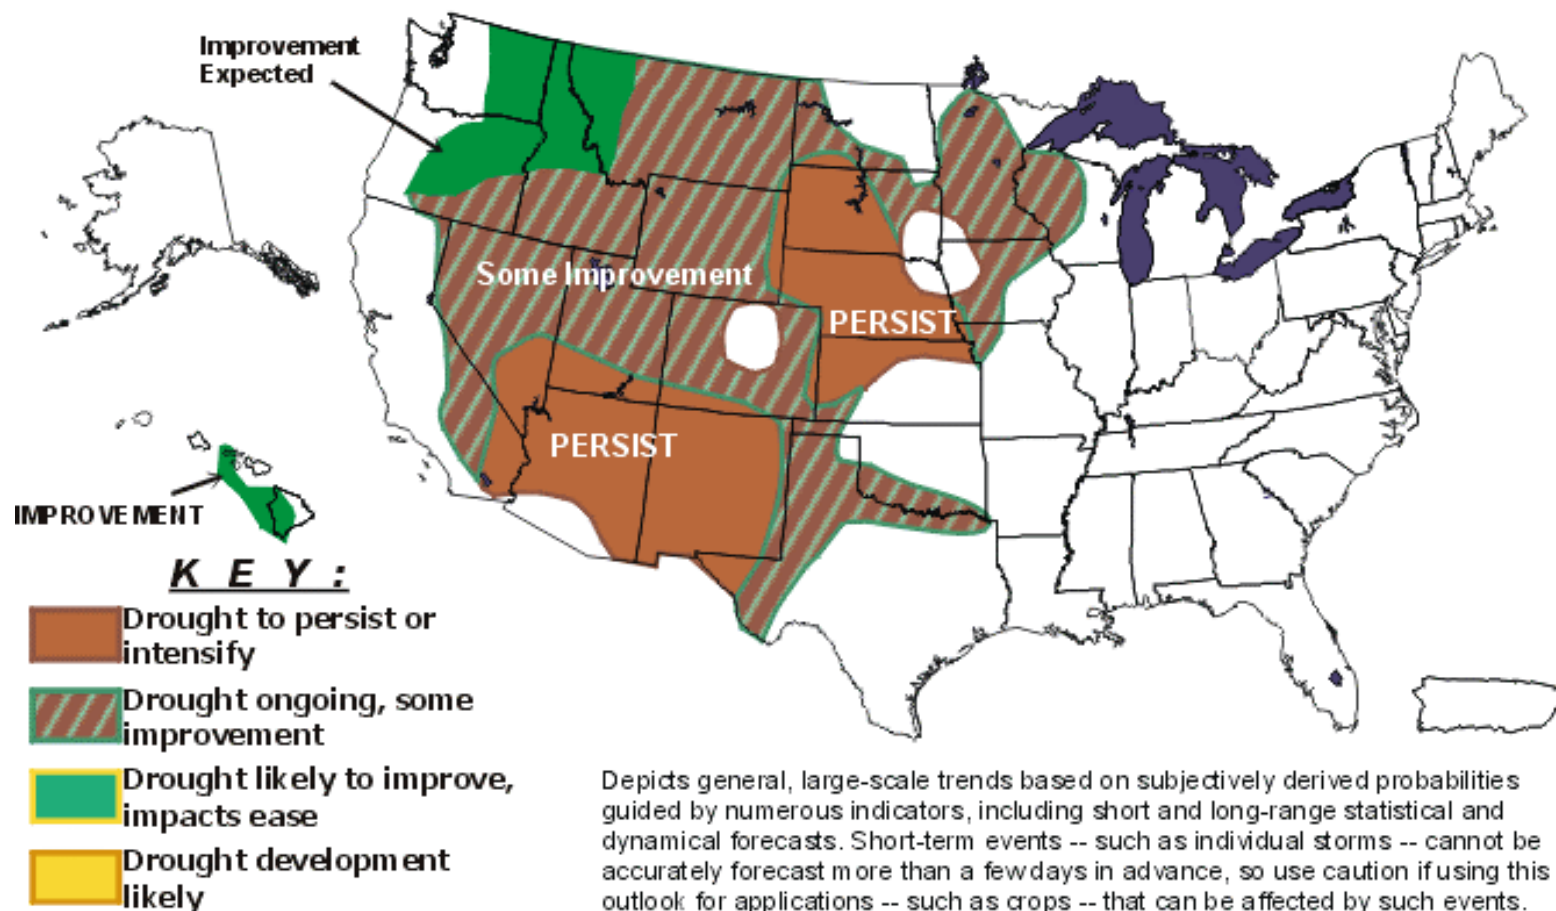 Improvement
Expected
Some Improvement
PERSIST
PERSIST
IMPROVEMENT
K E Y :
Drought to persist or
intensify
Drought ongoing, some
improvement
Drought likely to improve,
impacts ease
Drought development
likely
Depicts general, large-scale trends based on subjectively derived probabilities
guided by numerous indicators, including short and long-range statistical and
dynamical forecasts. Short-term events -- such as individual storms -- cannot be
accurately forecast more than a few days in advance, so use caution if using this
outlook for applications -- such as crops -- that can be affected by such events.